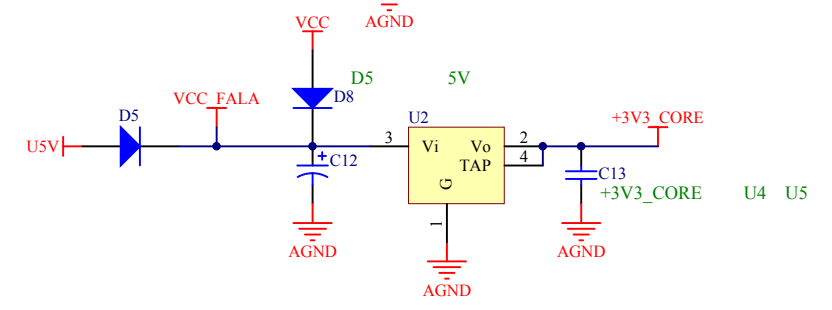 AGND
VCC
D5 5V
D8
VCC_FALA
D5
U5V
U2
+3V3_CORE
3 Vi Vo 2
TAP 4
G
1
+
C12
C13
+3V3_CORE U4 U5
AGND
AGND
AGND